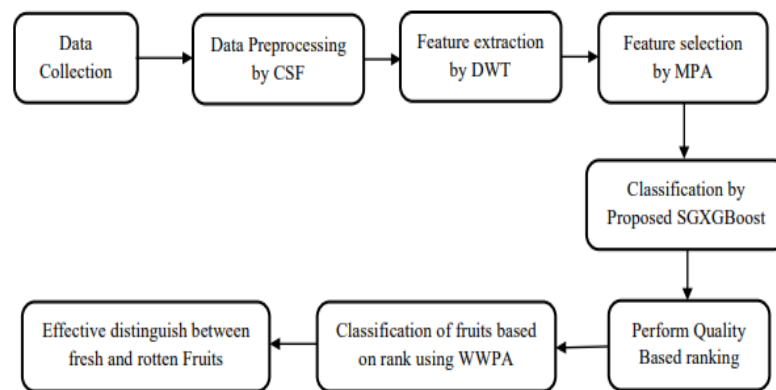 Data
Collection
Data Preprocessing
by CSF
Feature extraction
by DWT
Feature selection
by MPA
Classification by
Proposed SGXGBoost
Perform Quality
Based ranking
Classification of fruits based
on rank using WWPA
Effective distinguish between
fresh and rotten Fruits